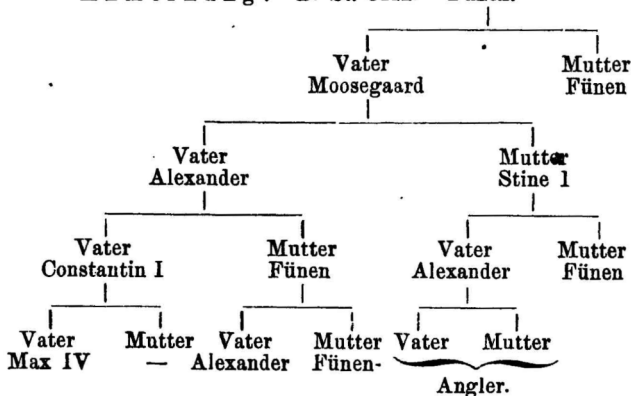 Vater Mutter
Moosegaard Fünen
Vater Mutter
Alexander Stine 1
Vater Mutter Vater Mutter
Constantin I Fünen Alexander Fünen
Vater Mutter Vater Mutter Vater Mutter
Max IV — Alexander Fünen-
Angler.